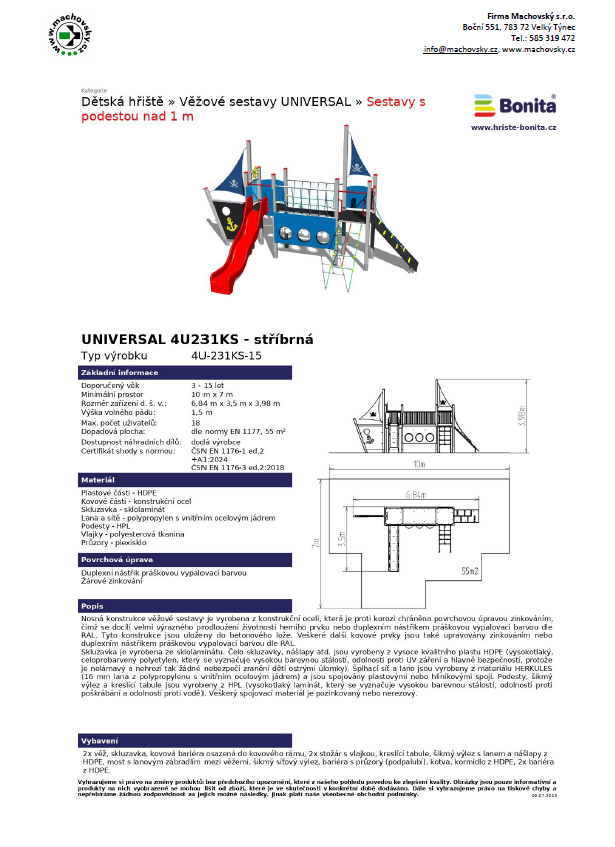 www.machovsky.cz
Firma Machovský s.r.o.
Boční 551, 783 72 Velký Týnec
Tel.: 585 319 472
info@machovsky.cz, www.machovsky.cz
Kategorie
Dětská hřiště » Věžové sestavy UNIVERSAL » Sestavy s
podestou nad 1 m
Bonita®
www.hriste-bonita.cz
UNIVERSAL 4U231KS - stříbrná
Typ výrobku 4U-231KS-15
Základní informace
Doporučený věk 3 - 15 let
Minimální prostor 10 m x 7 m
Rozměr zařízení d. š. v.: 6,84 m x 3,5 m x 3,98 m
Výška volného pádu: 1,5 m
Max. počet uživatelů: 18
Dopadová plocha: dle normy EN 1177, 55 m²
Dostupnost náhradních dílů: dodá výrobce
Certifikát shody s normou: ČSN EN 1176-1 ed.2
+A1:2024
ČSN EN 1176-3 ed.2:2018
3,98m
10m
6,84m
7m
3,5m
55m2
Materiál
Plastové části - HDPE
Kovové části - konstrukční ocel
Skluzavka - sklolaminát
Lana a sítě - polypropylen s vnitřním ocelovým jádrem
Podesty - HPL
Vlajky - polyesterová tkanina
Průzory - plexisklo
Povrchová úprava
Duplexní nástřik práškovou vypalovací barvou
Žárové zinkování
Popis
Nosná konstrukce věžové sestavy je vyrobena z konstrukční oceli, která je proti korozi chráněna povrchovou úpravou zinkováním,
čímž se docílí velmi výrazného prodloužení životnosti herního prvku nebo duplexním nástřikem práškovou vypalovací barvou dle
RAL. Tyto konstrukce jsou uloženy do betonového lože. Veškeré další kovové prvky jsou také upravovány zinkováním nebo
duplexním nástřikem práškovou vypalovací barvou dle RAL.
Skluzavka je vyrobena ze sklolaminátu. Čelo skluzavky, nášlapy atd. jsou vyrobeny z vysoce kvalitního plastu HDPE (vysokotlaký,
celoprobarvený polyetylen, který se vyznačuje vysokou barevnou stálostí, odolností proti UV záření a hlavně bezpečností, protože
je nelámavý a nehrozí tak žádné nebezpečí zranění dětí ostrými úlomky). Šplhací síť a lano jsou vyrobeny z materiálu HERKULES
(16 mm lana z polypropylenu s vnitřním ocelovým jádrem) a jsou spojovány plastovými nebo hliníkovými spoji. Podesty, šikmý
výlez a kreslící tabule jsou vyrobeny z HPL (vysokotlaký laminát, který se vyznačuje vysokou barevnou stálostí, odolností proti
poškrábání a odolností proti vodě). Veškerý spojovací materiál je pozinkovaný nebo nerezový.
Vybavení
2x věž, skluzavka, kovová bariéra osazená do kovového rámu, 2x stožár s vlajkou, kreslící tabule, šikmý výlez s lanem a nášlapy z
HDPE, most s lanovým zábradlím mezi věžemi, šikmý síťový výlez, bariéra s průzory (podpalubí), kotva, kormidlo z HDPE, 2x bariéra
z HDPE.
Vyhrazujeme si právo na změny produktů bez předchozího upozornění, které z našeho pohledu povedou ke zlepšení kvality. Obrázky jsou pouze informativní a
produkty na nich vyobrazené se mohou lišit od zboží, které je ve skutečnosti v konkrétní době dodáváno. Dále si vyhrazujeme právo na tiskové chyby a
nepřebíráme žádnou zodpovědnost za jejich možné následky. Jinak platí naše všeobecné obchodní podmínky.
09.07.2025